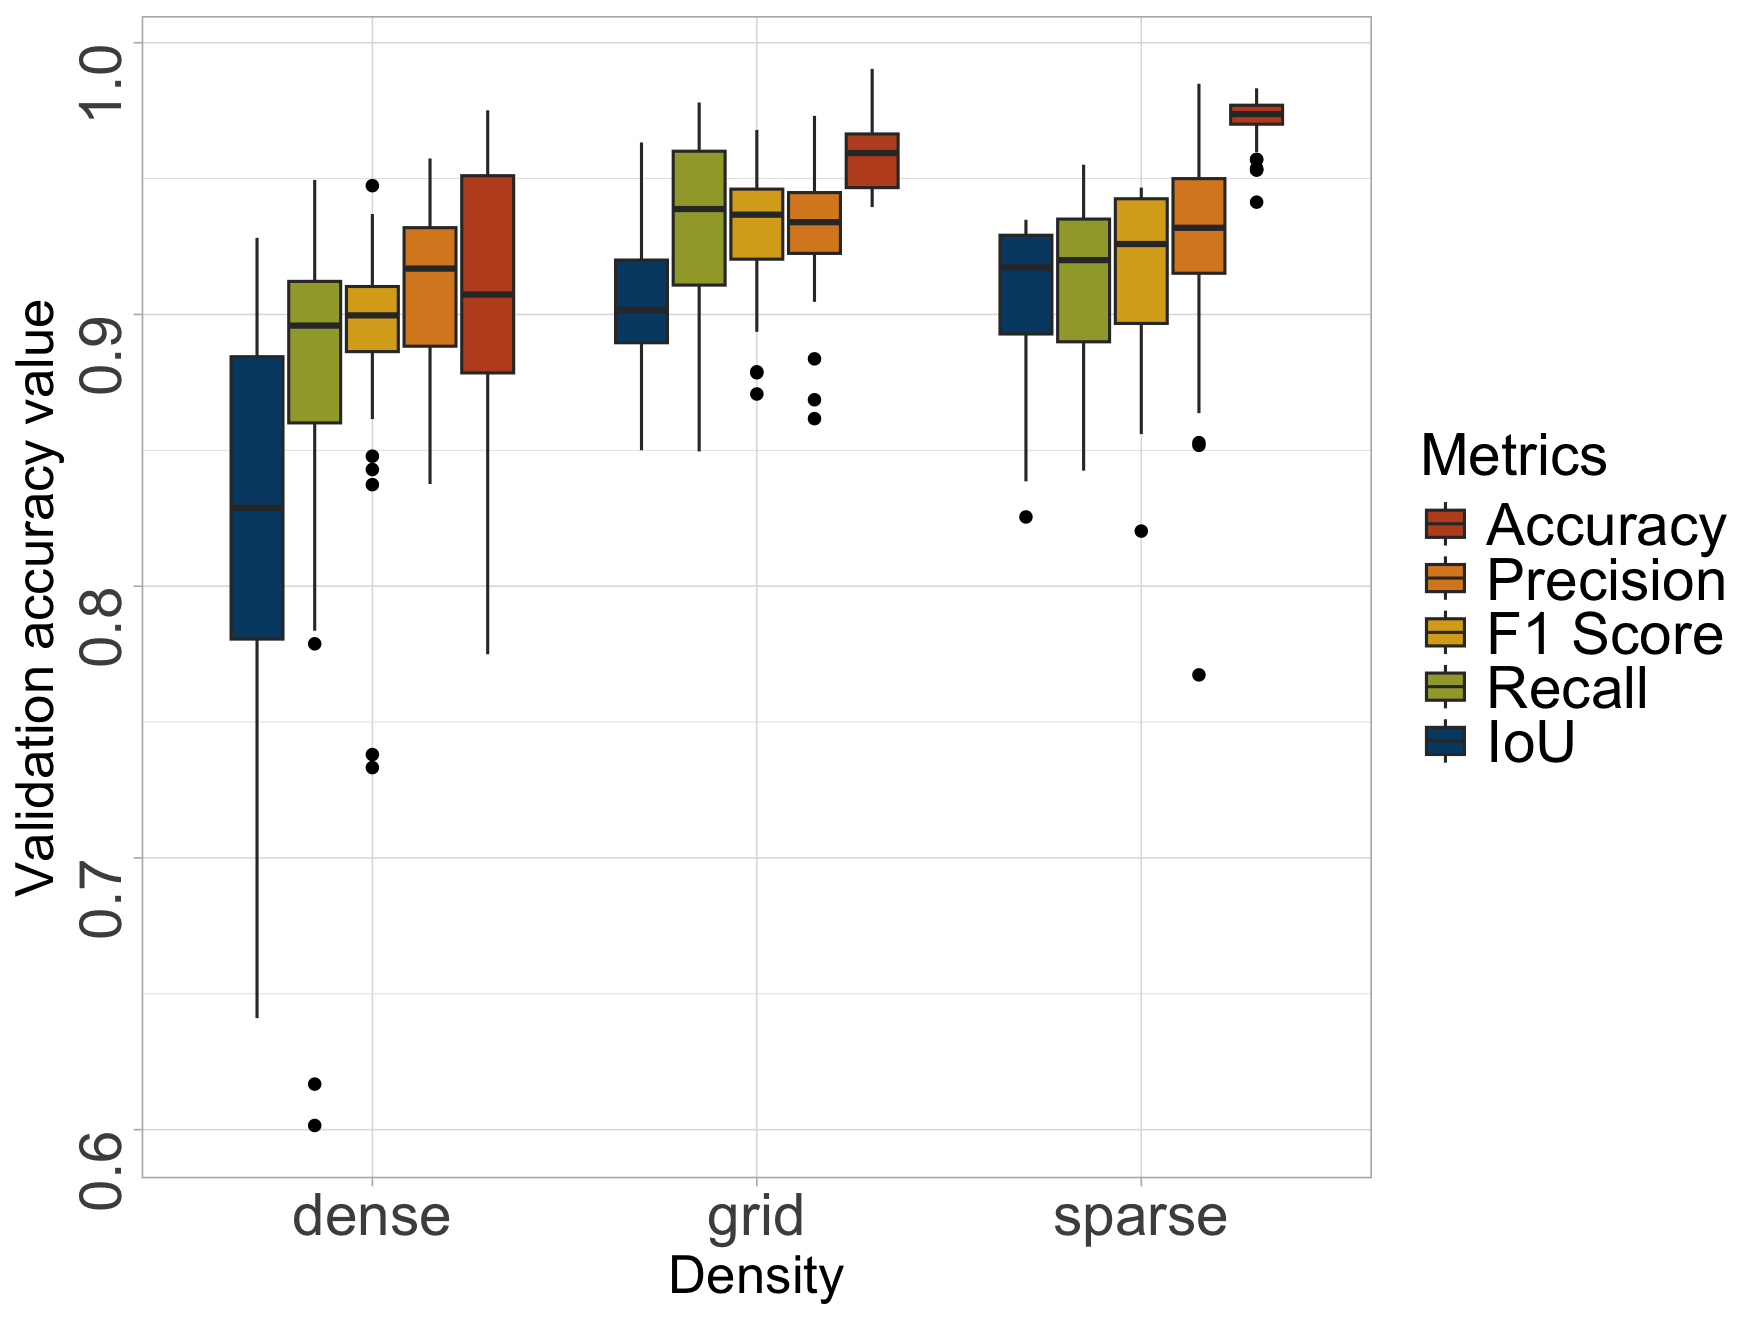 Validation accuracy value
1.0
0.9
0.8
0.7
0.6
dense
grid
sparse
Density
Metrics
Accuracy
Precision
F1 Score
Recall
IoU